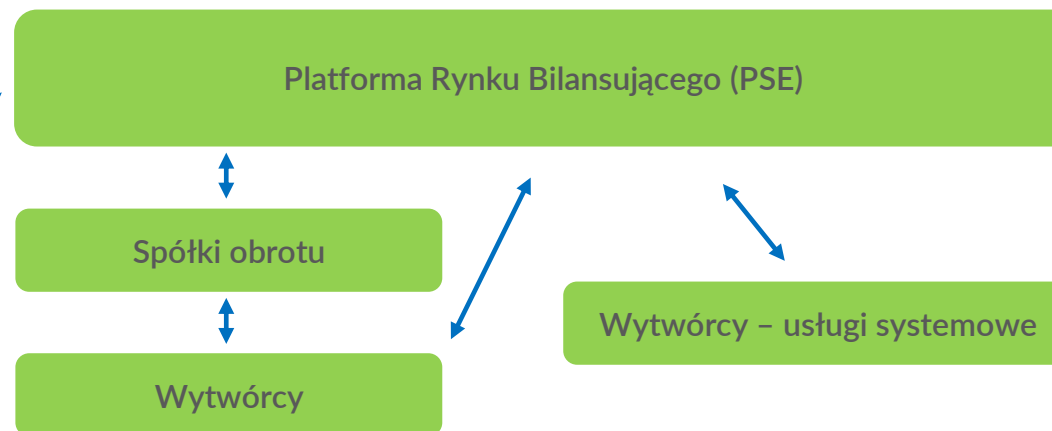 Platforma Rynku Bilansującego (PSE)
Spółki obrotu
Wytwórcy – usługi systemowe
Wytwórcy